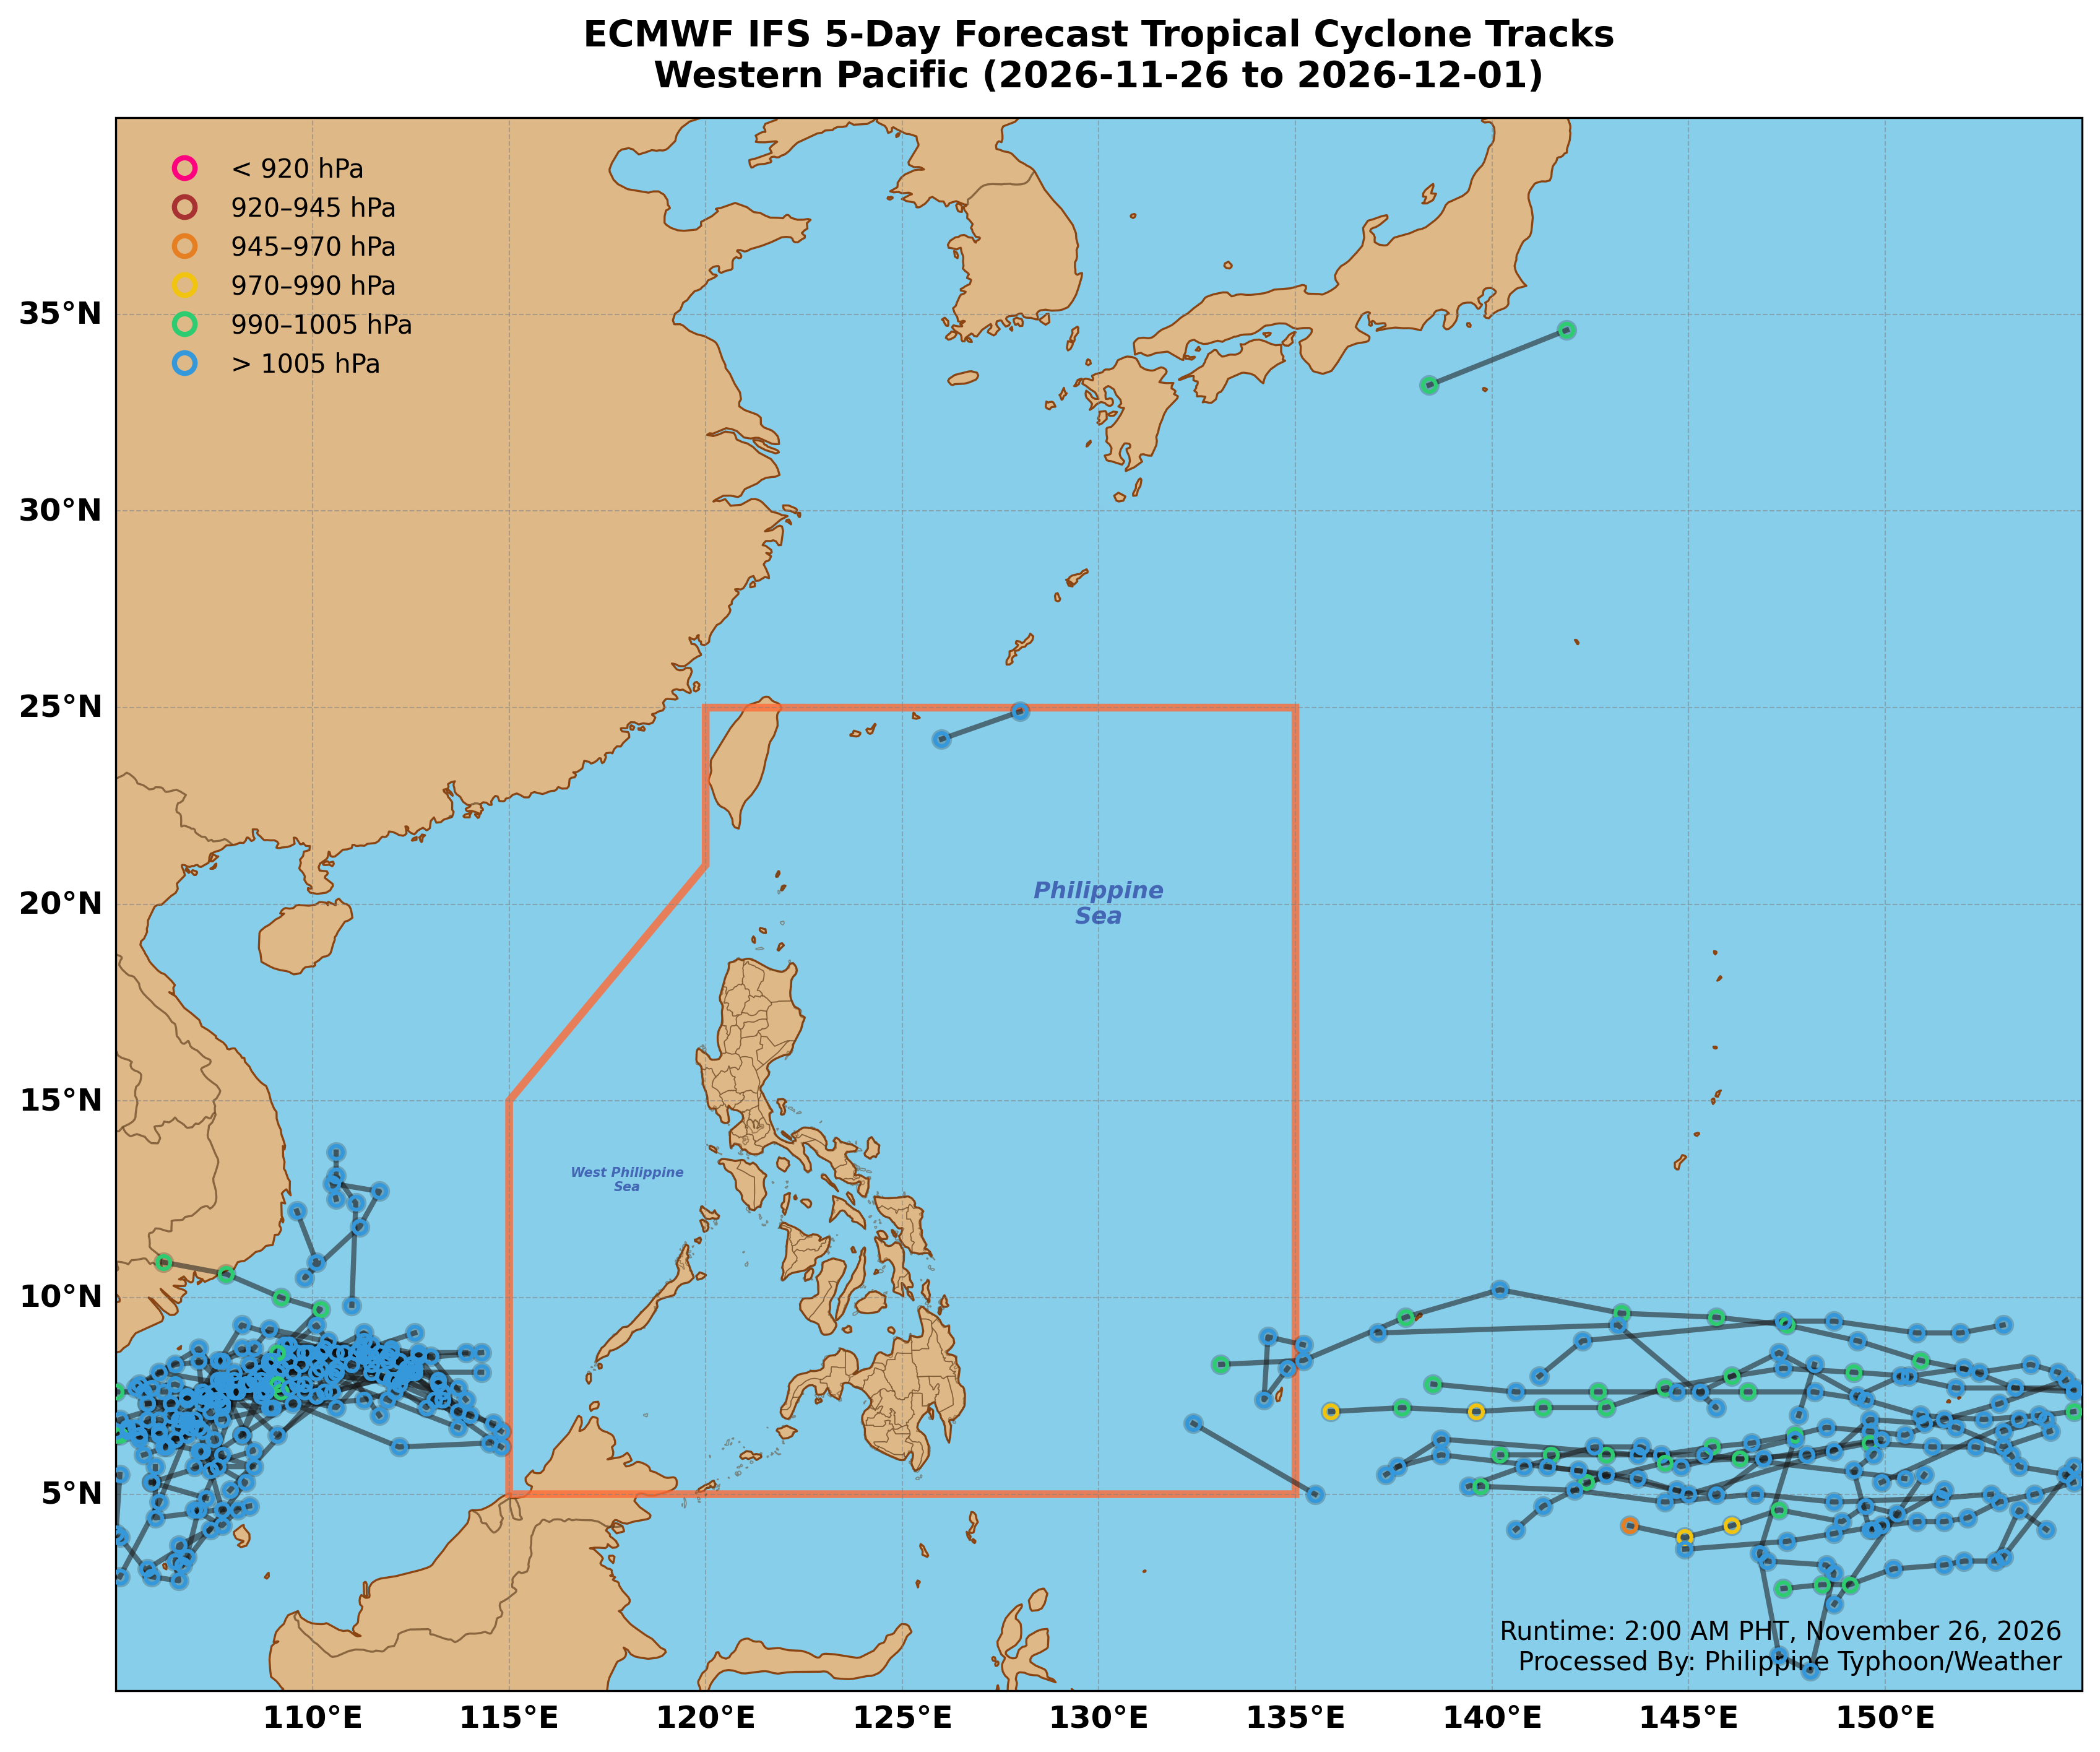 ECMWF IFS 5-Day Forecast Tropical Cyclone Tracks
Western Pacific (2026-11-26 to 2026-12-01)
< 920 hPa
920–945 hPa
945–970 hPa
970–990 hPa
990–1005 hPa
> 1005 hPa
35°N
30°N
25°N
20°N
15°N
10°N
5°N
Philippine
Sea
West Philippine
Sea
Runtime: 2:00 AM PHT, November 26, 2026
Processed By: Philippine Typhoon/Weather
110°E
115°E
120°E
125°E
130°E
135°E
140°E
145°E
150°E